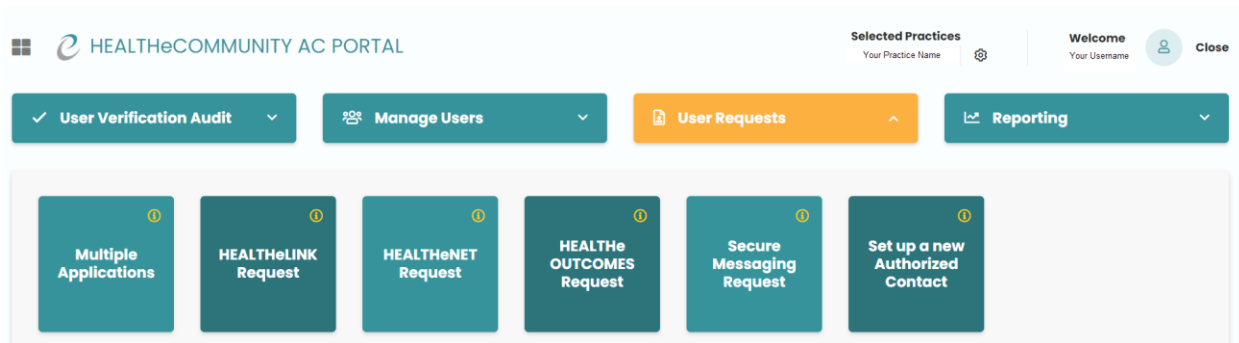 HEALTHeCOMMUNITY AC PORTAL
Selected Practices
Your Practice Name
Welcome
Your Username
Close
User Verification Audit
Manage Users
User Requests
Reporting
Multiple
Applications
HEALTHeLINK
Request
HEALTHeNET
Request
HEALTHe
OUTCOMES
Request
Secure
Messaging
Request
Set up a new
Authorized
Contact